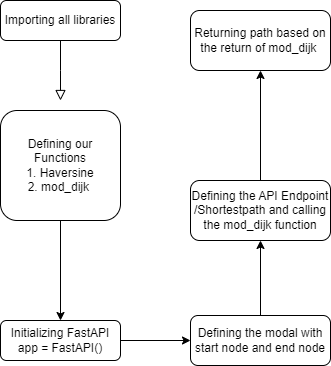 Importing all libraries
Defining our
Functions
1. Haversine
2. mod_dijk
Initializing FastAPI
app = FastAPI()
Defining the modal with
start node and end node
Defining the API Endpoint
/Shortestpath and calling
the mod_dijk function
Returning path based on
the return of mod_dijk